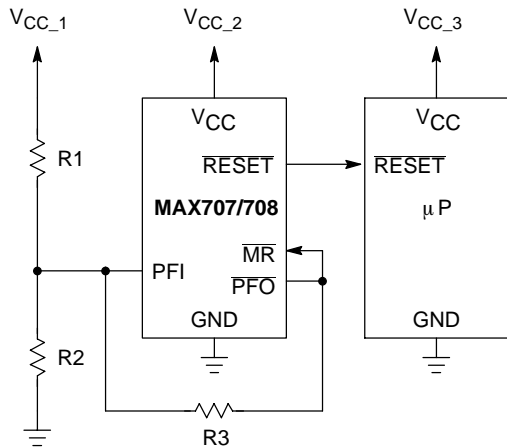 VCC_1
VCC_2
VCC_3
VCC
VCC
R1
RESET
RESET
MAX707/708
μP
MR
PFI
PFO
R2
GND
GND
R3